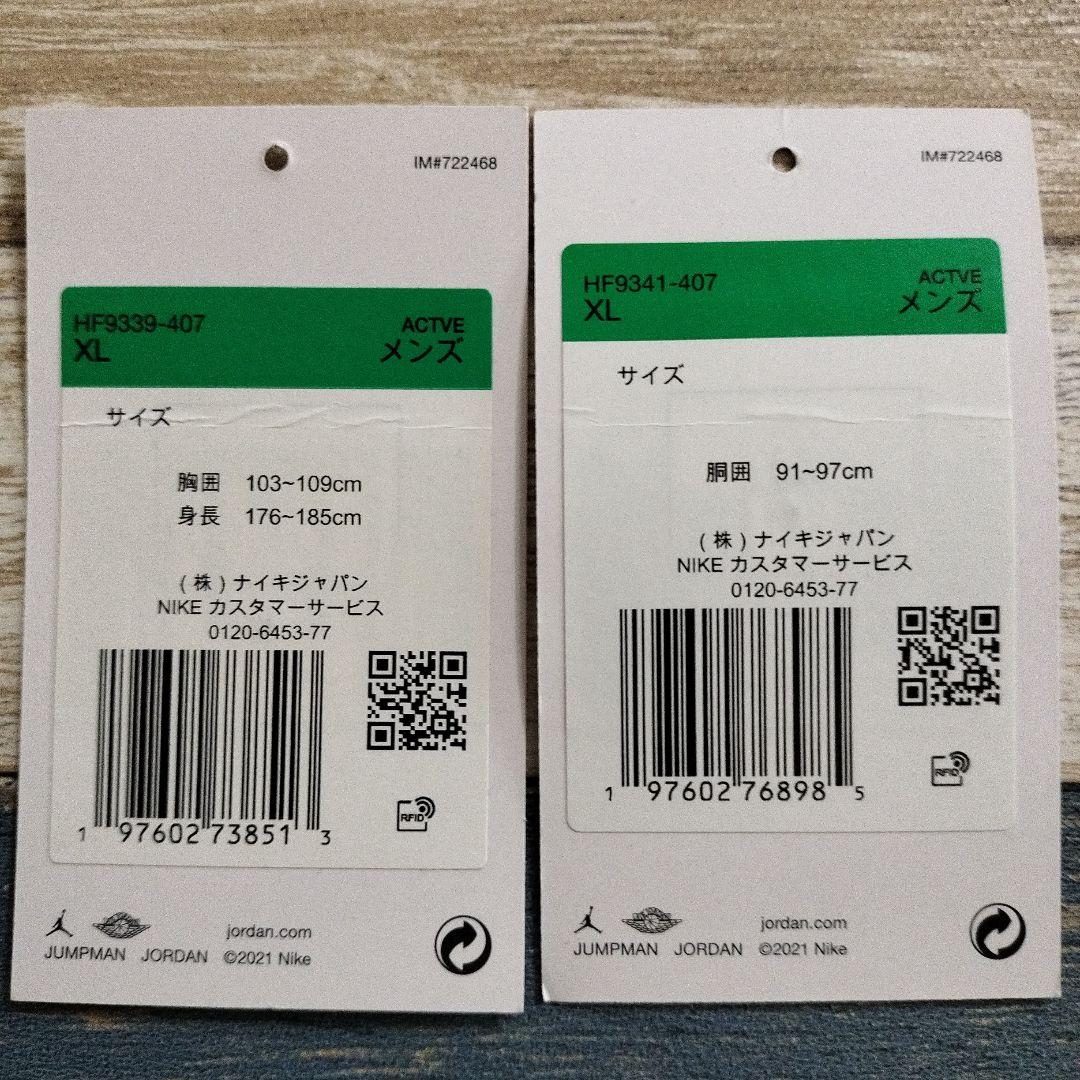 IM#722468
HF9339-407 ACTVE
XL メンズ
サイズ
胸囲 103~109cm
身長 176~185cm
(株)ナイキジャパン
NIKE カスタマーサービス
0120-6453-77
1 97602 73851 3
RFID
jordan.com
JUMPMAN JORDAN ©2021 Nike
IM#722468
HF9341-407 ACTVE
XL メンズ
サイズ
胴囲 91~97cm
(株)ナイキジャパン
NIKE カスタマーサービス
0120-6453-77
1 97602 76898 5
RFID
jordan.com
JUMPMAN JORDAN ©2021 Nike